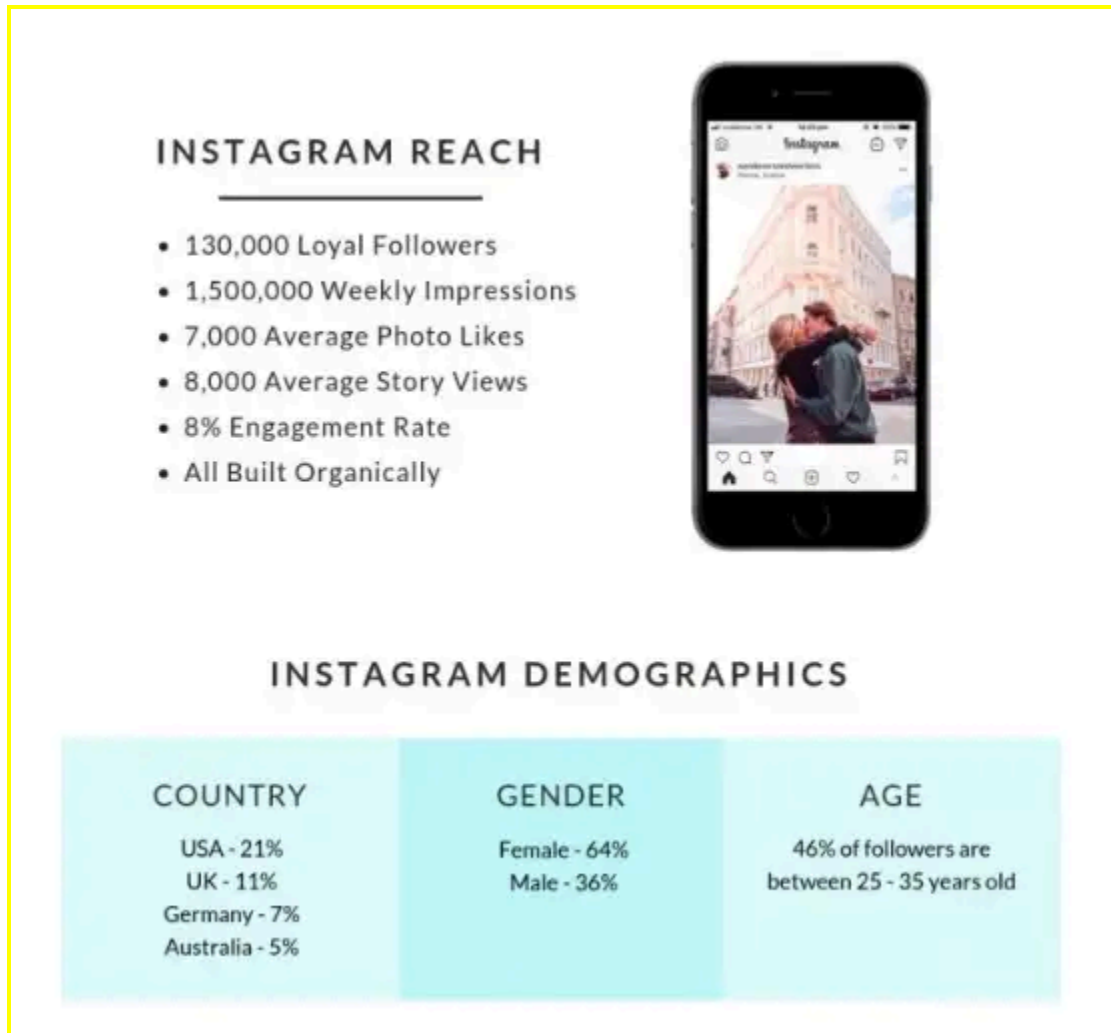 INSTAGRAM REACH
• 130,000 Loyal Followers
• 1,500,000 Weekly Impressions
• 7,000 Average Photo Likes
• 8,000 Average Story Views
• 8% Engagement Rate
• All Built Organically
Instagram
INSTAGRAM DEMOGRAPHICS
COUNTRY
USA - 21%
UK - 11%
Germany - 7%
Australia - 5%
GENDER
Female - 64%
Male - 36%
AGE
46% of followers are
between 25 - 35 years old